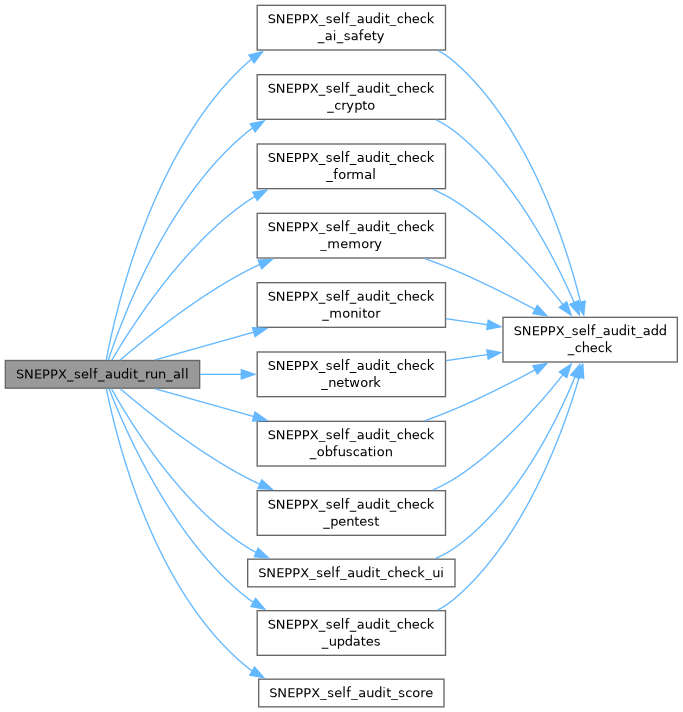 SNEPPX_self_audit_check
_ai_safety
SNEPPX_self_audit_check
_crypto
SNEPPX_self_audit_check
_formal
SNEPPX_self_audit_check
_memory
SNEPPX_self_audit_check
_monitor
SNEPPX_self_audit_add
_check
SNEPPX_self_audit_run_all
SNEPPX_self_audit_check
_network
SNEPPX_self_audit_check
_obfuscation
SNEPPX_self_audit_check
_pentest
SNEPPX_self_audit_check_ui
SNEPPX_self_audit_check
_updates
SNEPPX_self_audit_score